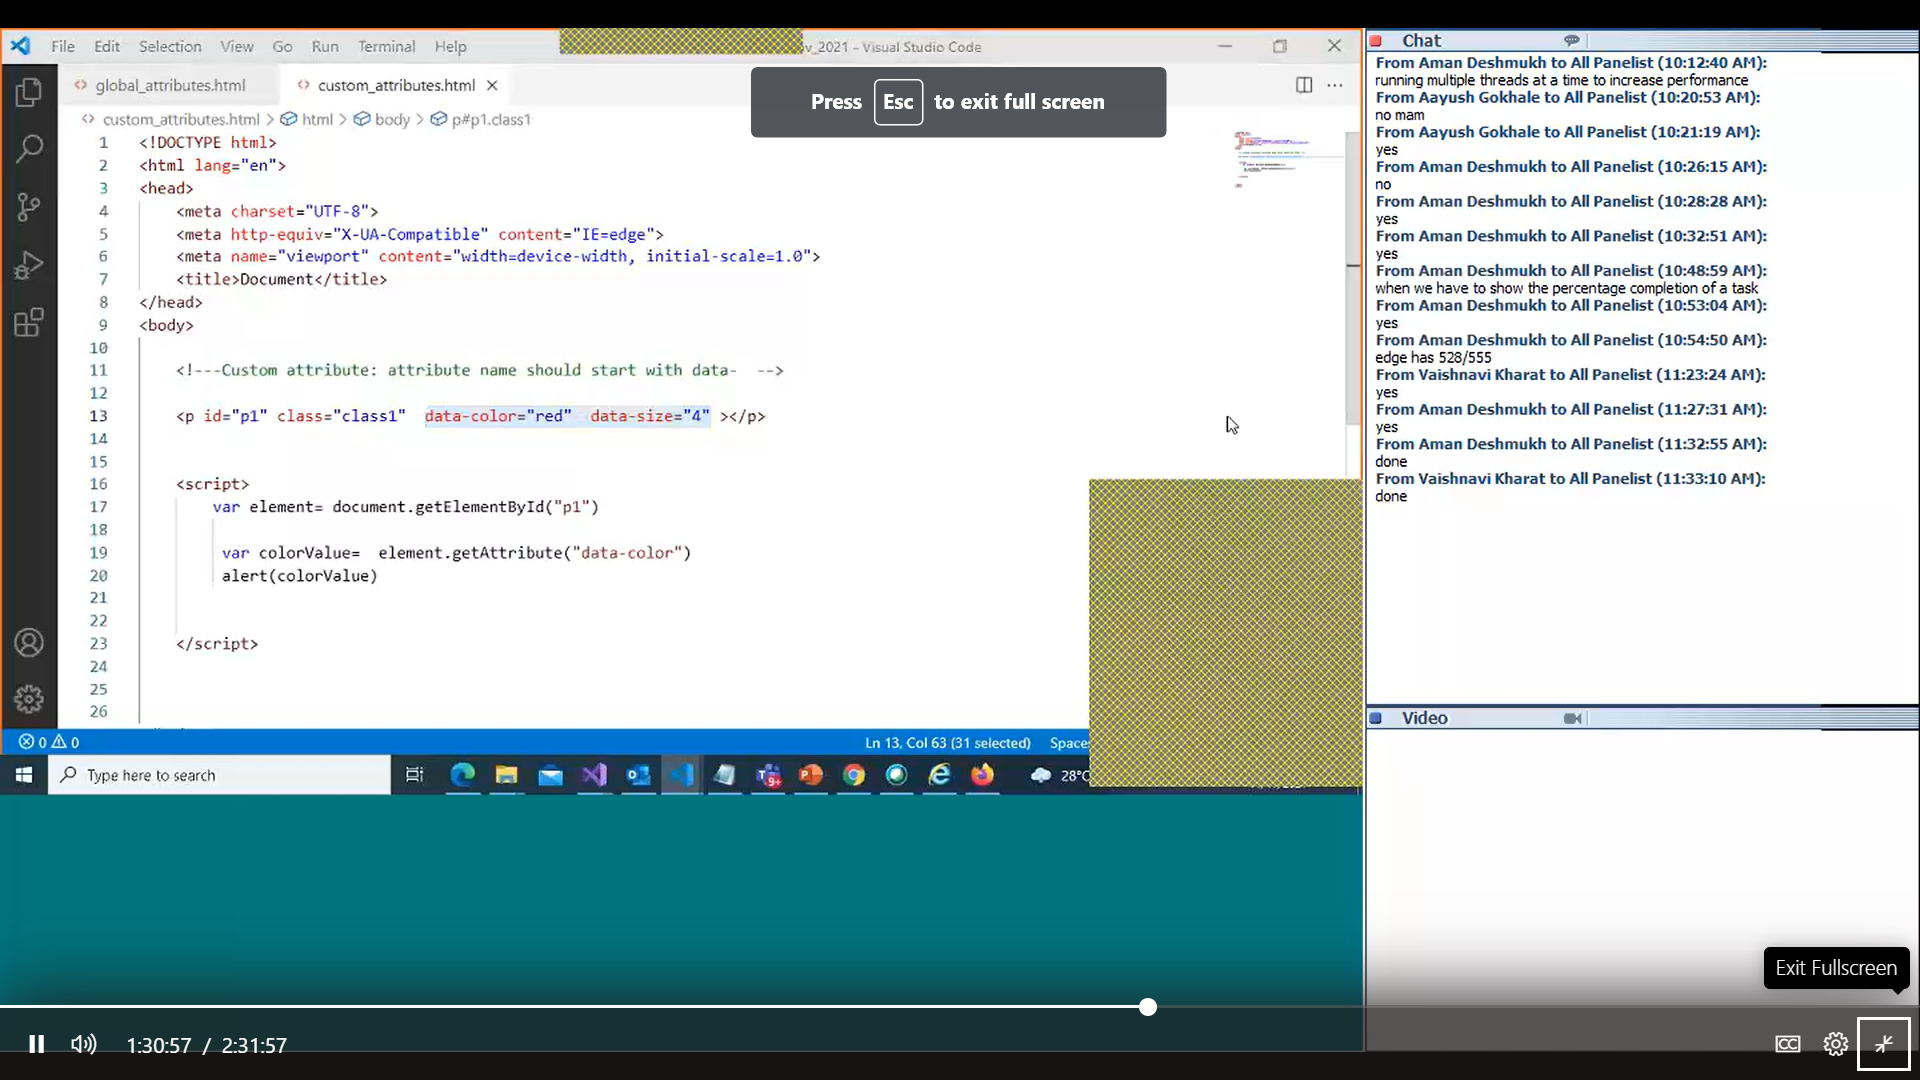 File Edit Selection View Go Run Terminal Help
v_2021 - Visual Studio Code
global_attributes.html
custom_attributes.html
Press Esc to exit full screen
custom_attributes.html > html > body > p#p1.class1
1 <!DOCTYPE html>
2 <html lang="en">
3 <head>
4 <meta charset="UTF-8">
5 <meta http-equiv="X-UA-Compatible" content="IE=edge">
6 <meta name="viewport" content="width=device-width, initial-scale=1.0">
7 <title>Document</title>
8 </head>
9 <body>
10
11 <!---Custom attribute: attribute name should start with data- -->
12
13 <p id="p1" class="class1" data-color="red" data-size="4" ></p>
14
15
16 <script>
17 var element= document.getElementById("p1")
18
19 var colorValue= element.getAttribute("data-color")
20 alert(colorValue)
21
22
23 </script>
24
25
26
0 0
Ln 13, Col 63 (31 selected) Spaces
Type here to search
9+
28°C
Chat
From Aman Deshmukh to All Panelist (10:12:40 AM):
running multiple threads at a time to increase performance
From Aayush Gokhale to All Panelist (10:20:53 AM):
no mam
From Aayush Gokhale to All Panelist (10:21:19 AM):
yes
From Aman Deshmukh to All Panelist (10:26:15 AM):
no
From Aman Deshmukh to All Panelist (10:28:28 AM):
yes
From Aman Deshmukh to All Panelist (10:32:51 AM):
yes
From Aman Deshmukh to All Panelist (10:48:59 AM):
when we have to show the percentage completion of a task
From Aman Deshmukh to All Panelist (10:53:04 AM):
yes
From Aman Deshmukh to All Panelist (10:54:50 AM):
edge has 528/555
From Vaishnavi Kharat to All Panelist (11:23:24 AM):
yes
From Aman Deshmukh to All Panelist (11:27:31 AM):
yes
From Aman Deshmukh to All Panelist (11:32:55 AM):
done
From Vaishnavi Kharat to All Panelist (11:33:10 AM):
done
Video
Exit Fullscreen
1:30:57 / 2:31:57
CC